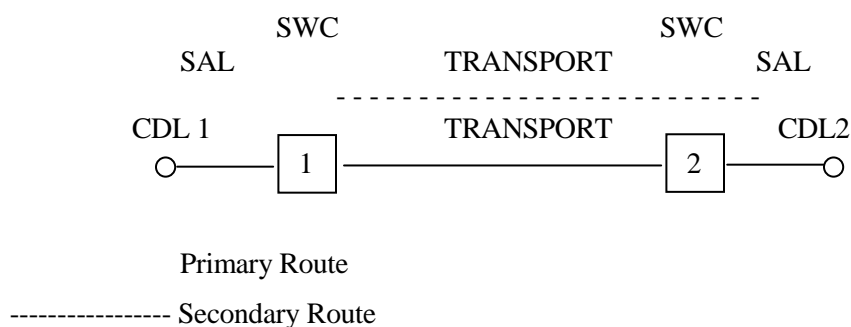 SWC SWC
SAL TRANSPORT SAL
CDL 1 TRANSPORT CDL2
1 2
Primary Route
Secondary Route